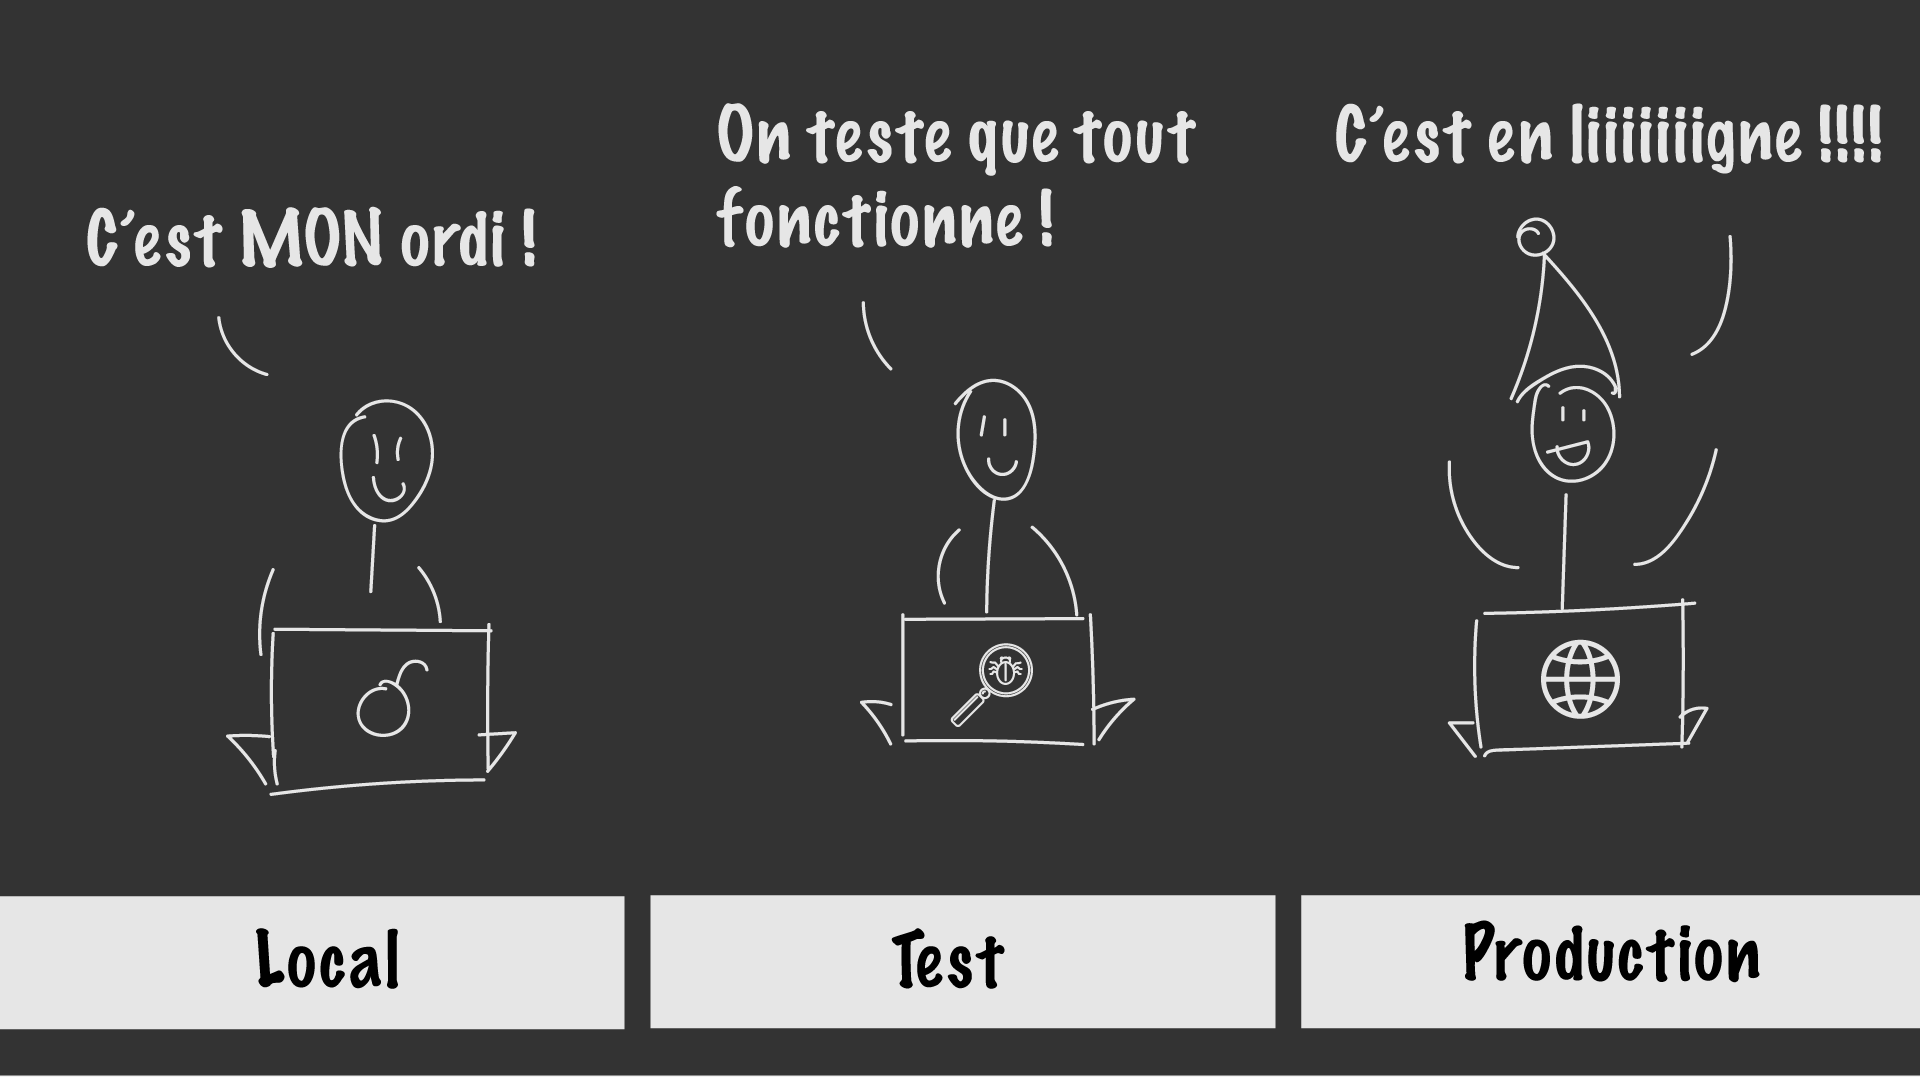 C'est MON ordi !
On teste que tout
fonctionne !
C'est en liiiiiiigne !!!!
Local
Test
Production